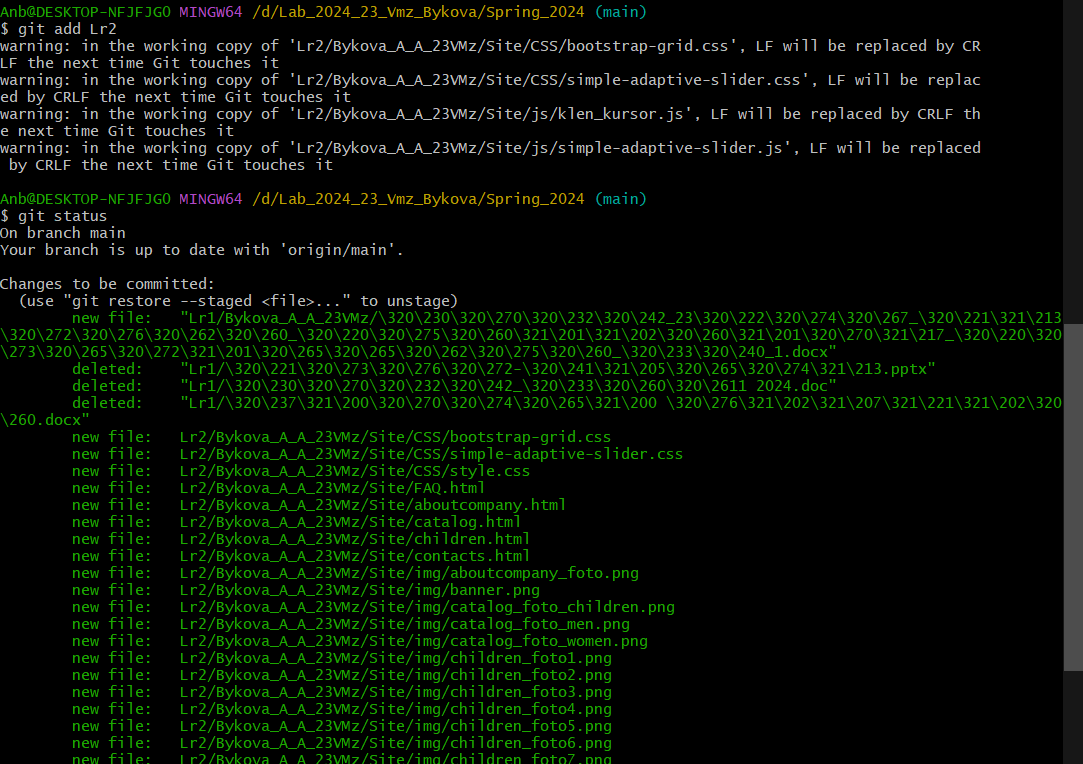 Anb@DESKTOP-NFJFJGO MINGW64 /d/Lab_2024_23_Vmz_Bykova/Spring_2024 (main)
$ git add Lr2
warning: in the working copy of 'Lr2/Bykova_A_A_23VMz/Site/CSS/bootstrap-grid.css', LF will be replaced by CR
LF the next time Git touches it
warning: in the working copy of 'Lr2/Bykova_A_A_23VMz/Site/CSS/simple-adaptive-slider.css', LF will be replac
ed by CRLF the next time Git touches it
warning: in the working copy of 'Lr2/Bykova_A_A_23VMz/Site/js/klen_kursor.js', LF will be replaced by CRLF th
e next time Git touches it
warning: in the working copy of 'Lr2/Bykova_A_A_23VMz/Site/js/simple-adaptive-slider.js', LF will be replaced
 by CRLF the next time Git touches it
Anb@DESKTOP-NFJFJGO MINGW64 /d/Lab_2024_23_Vmz_Bykova/Spring_2024 (main)
$ git status
On branch main
Your branch is up to date with 'origin/main'.
Changes to be committed:
  (use "git restore --staged <file>..." to unstage)
new file:   "Lr1/Bykova_A_A_23VMz/\320\230\320\270\320\232\320\242_23\320\222\320\274\320\267_\320\221\321\213
\320\272\320\276\320\262\320\260_\320\220\320\275\320\260\321\201\321\202\320\260\321\201\320\270\321\217_\320\220\320
\273\320\265\320\272\321\201\320\265\320\265\320\262\320\275\320\260_\320\233\320\240_1.docx"
deleted:    "Lr1/\320\221\320\273\320\276\320\272-\320\241\321\205\320\265\320\274\321\213.pptx"
deleted:    "Lr1/\320\230\320\270\320\232\320\242_\320\233\320\260\320\2611 2024.doc"
deleted:    "Lr1/\320\237\321\200\320\270\320\274\320\265\321\200 \320\276\321\202\321\207\321\221\321\202\320
\260.docx"
new file:   Lr2/Bykova_A_A_23VMz/Site/CSS/bootstrap-grid.css
new file:   Lr2/Bykova_A_A_23VMz/Site/CSS/simple-adaptive-slider.css
new file:   Lr2/Bykova_A_A_23VMz/Site/CSS/style.css
new file:   Lr2/Bykova_A_A_23VMz/Site/FAQ.html
new file:   Lr2/Bykova_A_A_23VMz/Site/aboutcompany.html
new file:   Lr2/Bykova_A_A_23VMz/Site/catalog.html
new file:   Lr2/Bykova_A_A_23VMz/Site/children.html
new file:   Lr2/Bykova_A_A_23VMz/Site/contacts.html
new file:   Lr2/Bykova_A_A_23VMz/Site/img/aboutcompany_foto.png
new file:   Lr2/Bykova_A_A_23VMz/Site/img/banner.png
new file:   Lr2/Bykova_A_A_23VMz/Site/img/catalog_foto_children.png
new file:   Lr2/Bykova_A_A_23VMz/Site/img/catalog_foto_men.png
new file:   Lr2/Bykova_A_A_23VMz/Site/img/catalog_foto_women.png
new file:   Lr2/Bykova_A_A_23VMz/Site/img/children_foto1.png
new file:   Lr2/Bykova_A_A_23VMz/Site/img/children_foto2.png
new file:   Lr2/Bykova_A_A_23VMz/Site/img/children_foto3.png
new file:   Lr2/Bykova_A_A_23VMz/Site/img/children_foto4.png
new file:   Lr2/Bykova_A_A_23VMz/Site/img/children_foto5.png
new file:   Lr2/Bykova_A_A_23VMz/Site/img/children_foto6.png
new file:   Lr2/Bykova_A_A_23VMz/Site/img/children_foto7.png